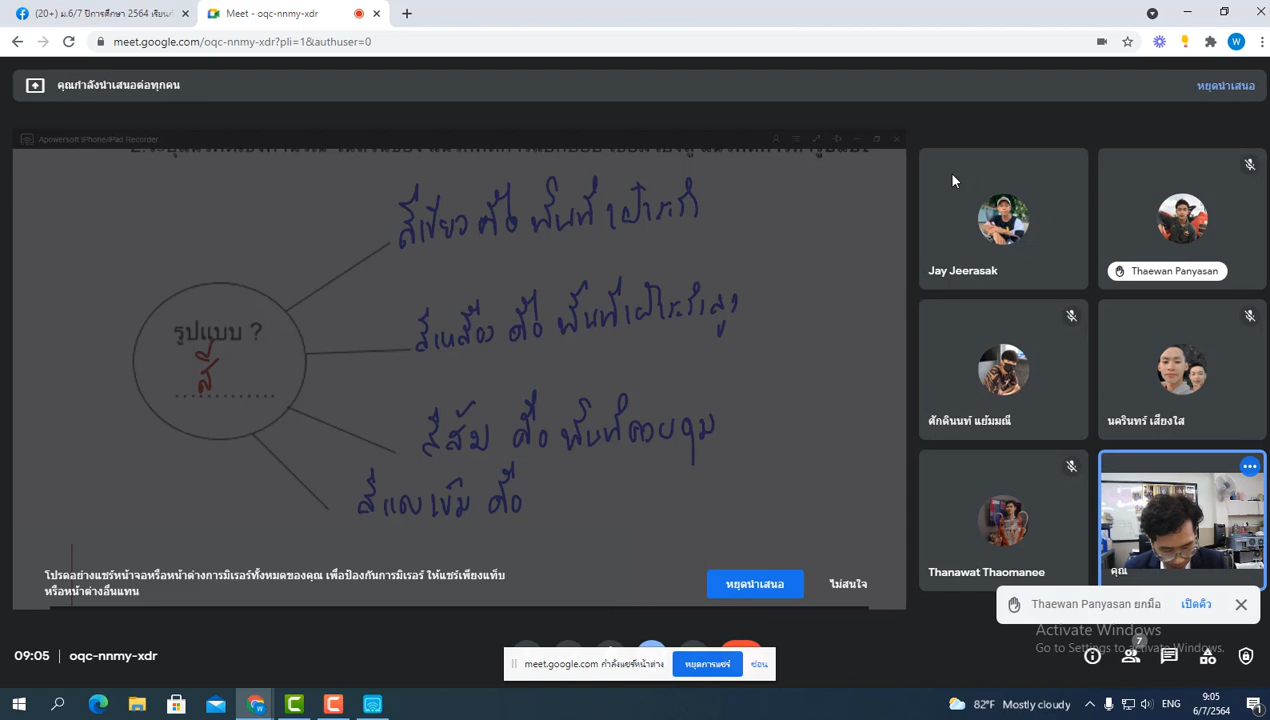 (20+) ม.6/7 ปีการศึกษา 2564 เรียน
Meet - oqc-nnmy-xdr
meet.google.com/oqc-nnmy-xdr?pli=1&authuser=0
W
คุณกำลังนำเสนอต่อทุกคน
หยุดนำเสนอ
Apowersoft iPhone/iPad Recorder
สีเขียว คือ พื้นที่ เฝ้าระวัง
สีเหลือง คือ พื้นที่เฝ้าระวังสูง
รูปแบบ ?
สี
สีส้ม คือ พื้นที่ควบคุม
สีแดงเข้ม คือ
Jay Jeerasak
Thaewan Panyasan
ศักดินนท์ แย้มมณี
นครินทร์ เสี่ยงใส
Thanawat Thaomanee
คุณ
โปรดอย่าแชร์หน้าจอหรือหน้าต่างการมิเรอร์ทั้งหมดของคุณ เพื่อป้องกันการมิเรอร์ ให้แชร์เพียงแท็บ
หรือหน้าต่างอื่นแทน
หยุดนำเสนอ
ไม่สนใจ
Thaewan Panyasan ยกมือ
เปิดคิว
Activate Windows
Go to Settings to activate Windows.
7
09:05
oqc-nnmy-xdr
meet.google.com กำลังแชร์หน้าต่าง
หยุดการแชร์
ซ่อน
82°F Mostly cloudy
ENG
9:05
6/7/2564
1